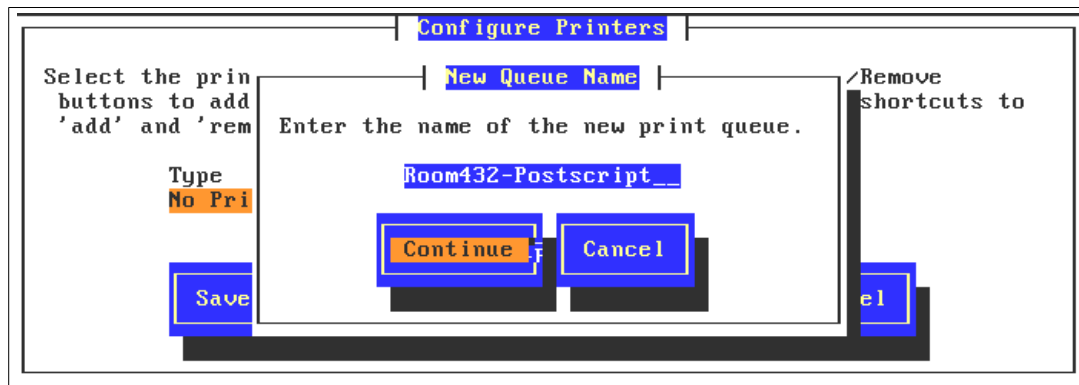 Configure Printers
Select the prin
buttons to add
'add' and 'rem
/Remove
shortcuts to
New Queue Name
Enter the name of the new print queue.
Room432-Postscript__
Type
No Pri
Continue
Cancel
Save
el